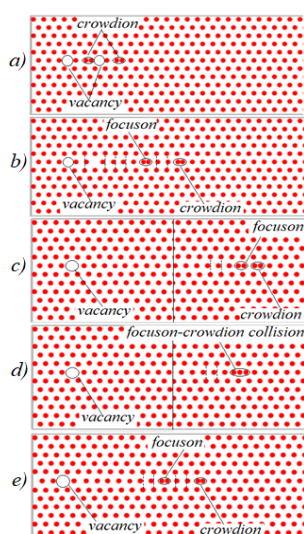 crowdion
a)
vacancy
focuson
b)
vacancy
crowdion
focuson
c)
vacancy
crowdion
focuson-crowdion collision
d)
vacancy
focuson
e)
vacancy
crowdion